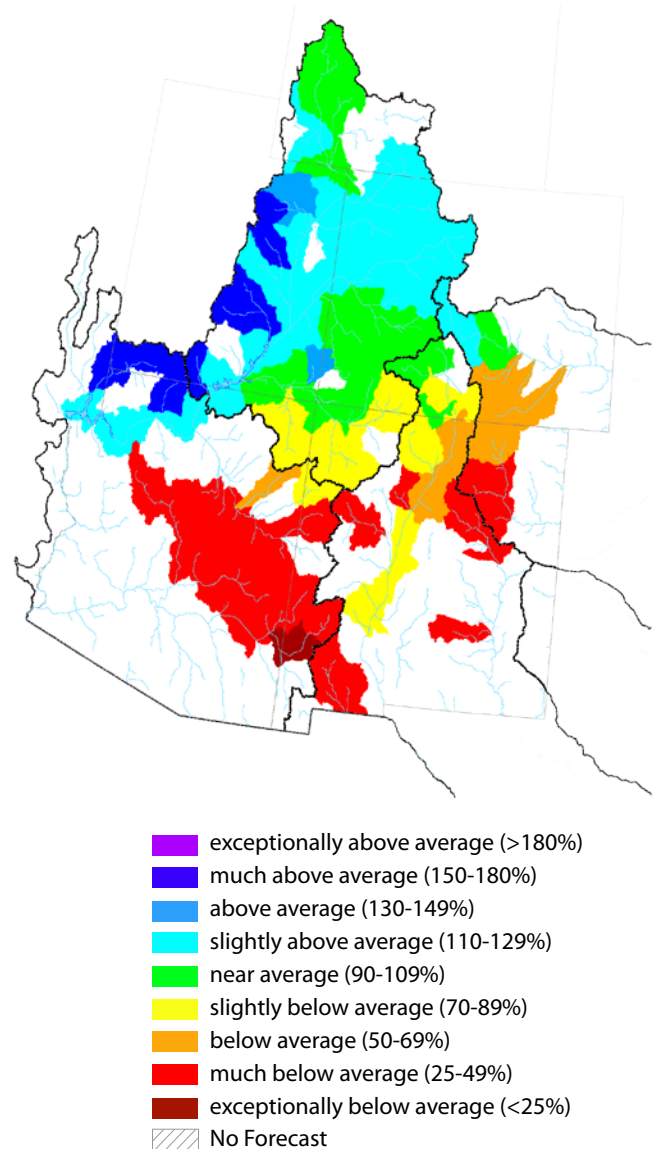 exceptionally above average (>180%)
much above average (150-180%)
above average (130-149%)
slightly above average (110-129%)
near average (90-109%)
slightly below average (70-89%)
below average (50-69%)
much below average (25-49%)
exceptionally below average (<25%)
No Forecast